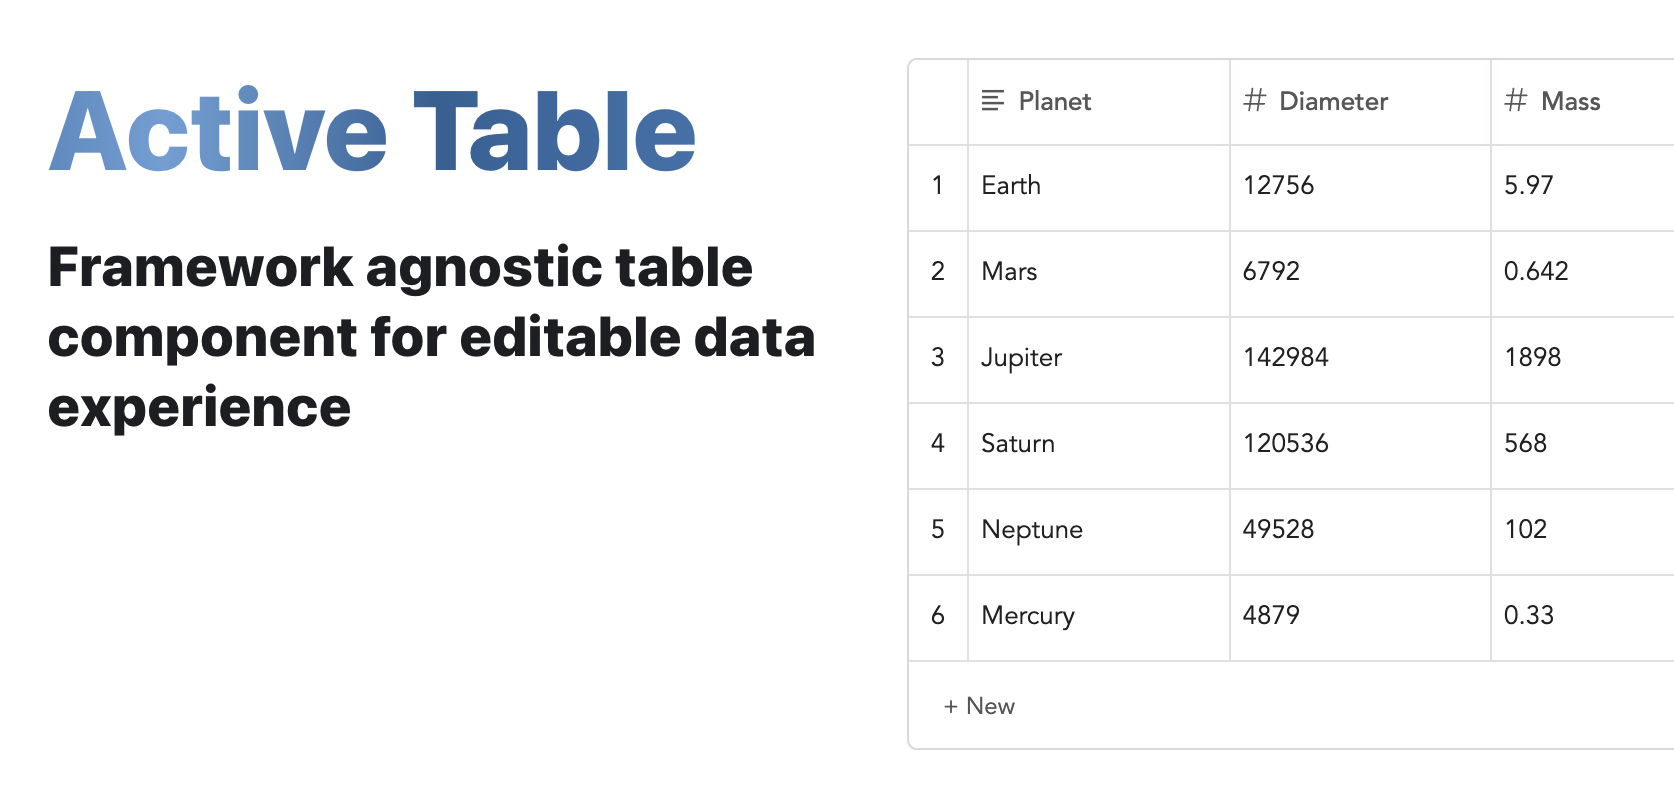 Active Table
Framework agnostic table
component for editable data
experience
Planet # Diameter # Mass
1 Earth 12756 5.97
2 Mars 6792 0.642
3 Jupiter 142984 1898
4 Saturn 120536 568
5 Neptune 49528 102
6 Mercury 4879 0.33
+ New